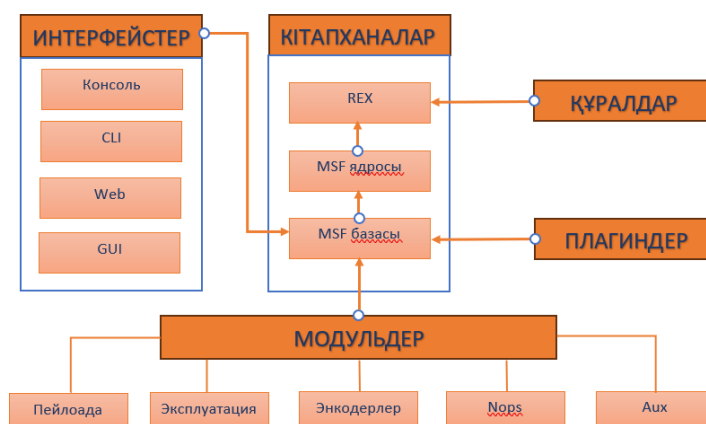 ИНТЕРФЕЙСТЕР
Консоль
CLI
Web
GUI
КІТАПХАНАЛАР
REX
MSF ядросы
MSF базасы
ҚҰРАЛДАР
ПЛАГИНДЕР
МОДУЛЬДЕР
Пейлоада
Эксплуатация
Энкодерлер
Nops
Aux